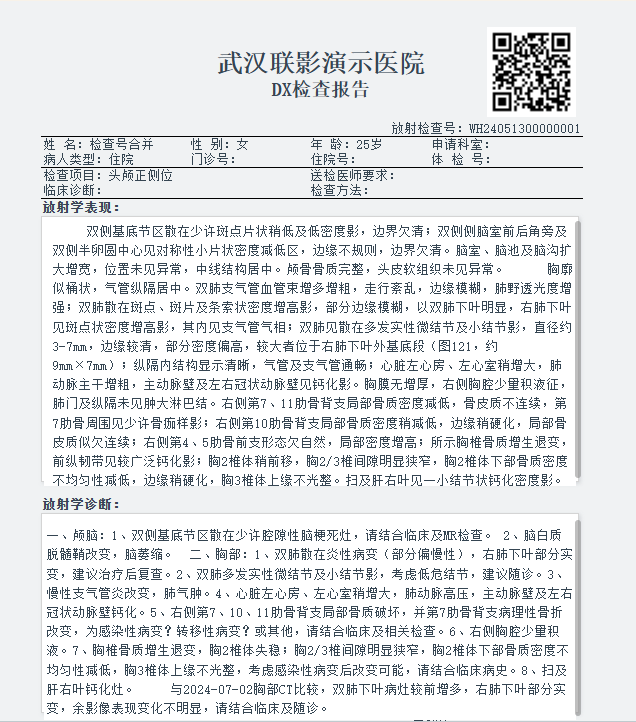 武汉联影演示医院
DX检查报告
放射检查号: WH24051300000001
姓 名: 检查号合并 性 别: 女 年 龄: 25岁 申请科室:
病人类型: 住院 门诊号: 住院号: 体 检 号:
检查项目: 头颅正侧位 送检医师要求:
临床诊断: 检查方法:
放射学表现:
双侧基底节区散在少许斑点片状稍低及低密度影，边界欠清；双侧侧脑室前后角旁及
双侧半卵圆中心见对称性小片状密度减低区，边缘不规则，边界欠清。脑室、脑池及脑沟扩
大增宽，位置未见异常，中线结构居中。颅骨骨质完整，头皮软组织未见异常。 胸廓
似桶状，气管纵隔居中。双肺支气管血管束增多增粗，走行紊乱，边缘模糊，肺野透光度增
强；双肺散在斑点、斑片及条索状密度增高影，部分边缘模糊，以双肺下叶明显，右肺下叶
见斑点状密度增高影，其内见支气管气相；双肺见散在多发实性微结节及小结节影，直径约
3-7mm，边缘较清，部分密度偏高，较大者位于右肺下叶外基底段（图121，约
9mm×7mm）；纵隔内结构显示清晰，气管及支气管通畅；心脏左心房、左心室稍增大，肺
动脉主干增粗，主动脉壁及左右冠状动脉壁见钙化影。胸膜无增厚，右侧胸腔少量积液征，
肺门及纵隔未见肿大淋巴结。右侧第7、11肋骨背支局部骨质密度减低，骨皮质不连续，第
7肋骨周围见少许骨痂样影；右侧第10肋骨背支局部骨质密度稍减低，边缘稍硬化，局部骨
皮质似欠连续；右侧第4、5肋骨前支形态欠自然，局部密度增高；所示胸椎骨质增生退变，
前纵韧带见较广泛钙化影；胸2椎体稍前移，胸2/3椎间隙明显狭窄，胸2椎体下部骨质密度
不均匀性减低，边缘稍硬化，胸3椎体上缘不光整。扫及肝右叶见一小结节状钙化密度影。
放射学诊断:
一、颅脑: 1、双侧基底节区散在少许腔隙性脑梗死灶，请结合临床及MR检查。 2、脑白质
脱髓鞘改变，脑萎缩。 二、胸部: 1、双肺散在炎性病变（部分偏慢性），右肺下叶部分实
变，建议治疗后复查。2、双肺多发实性微结节及小结节影，考虑低危结节，建议随诊。3、
慢性支气管炎改变，肺气肿。4、心脏左心房、左心室稍增大，肺动脉高压，主动脉壁及左右
冠状动脉壁钙化。5、右侧第7、10、11肋骨背支局部骨质破坏，并第7肋骨背支病理性骨折
改变，为感染性病变？转移性病变？或其他，请结合临床及相关检查。6、右侧胸腔少量积
液。7、胸椎骨质增生退变，胸2椎体失稳；胸2/3椎间隙明显狭窄，胸2椎体下部骨质密度不
均匀性减低，胸3椎体上缘不光整，考虑感染性病变后改变可能，请结合临床病史。8、扫及
肝右叶钙化灶。 与2024-07-02胸部CT比较，双肺下叶病灶较前增多，右肺下叶部分实
变，余影像表现变化不明显，请结合临床及随诊。